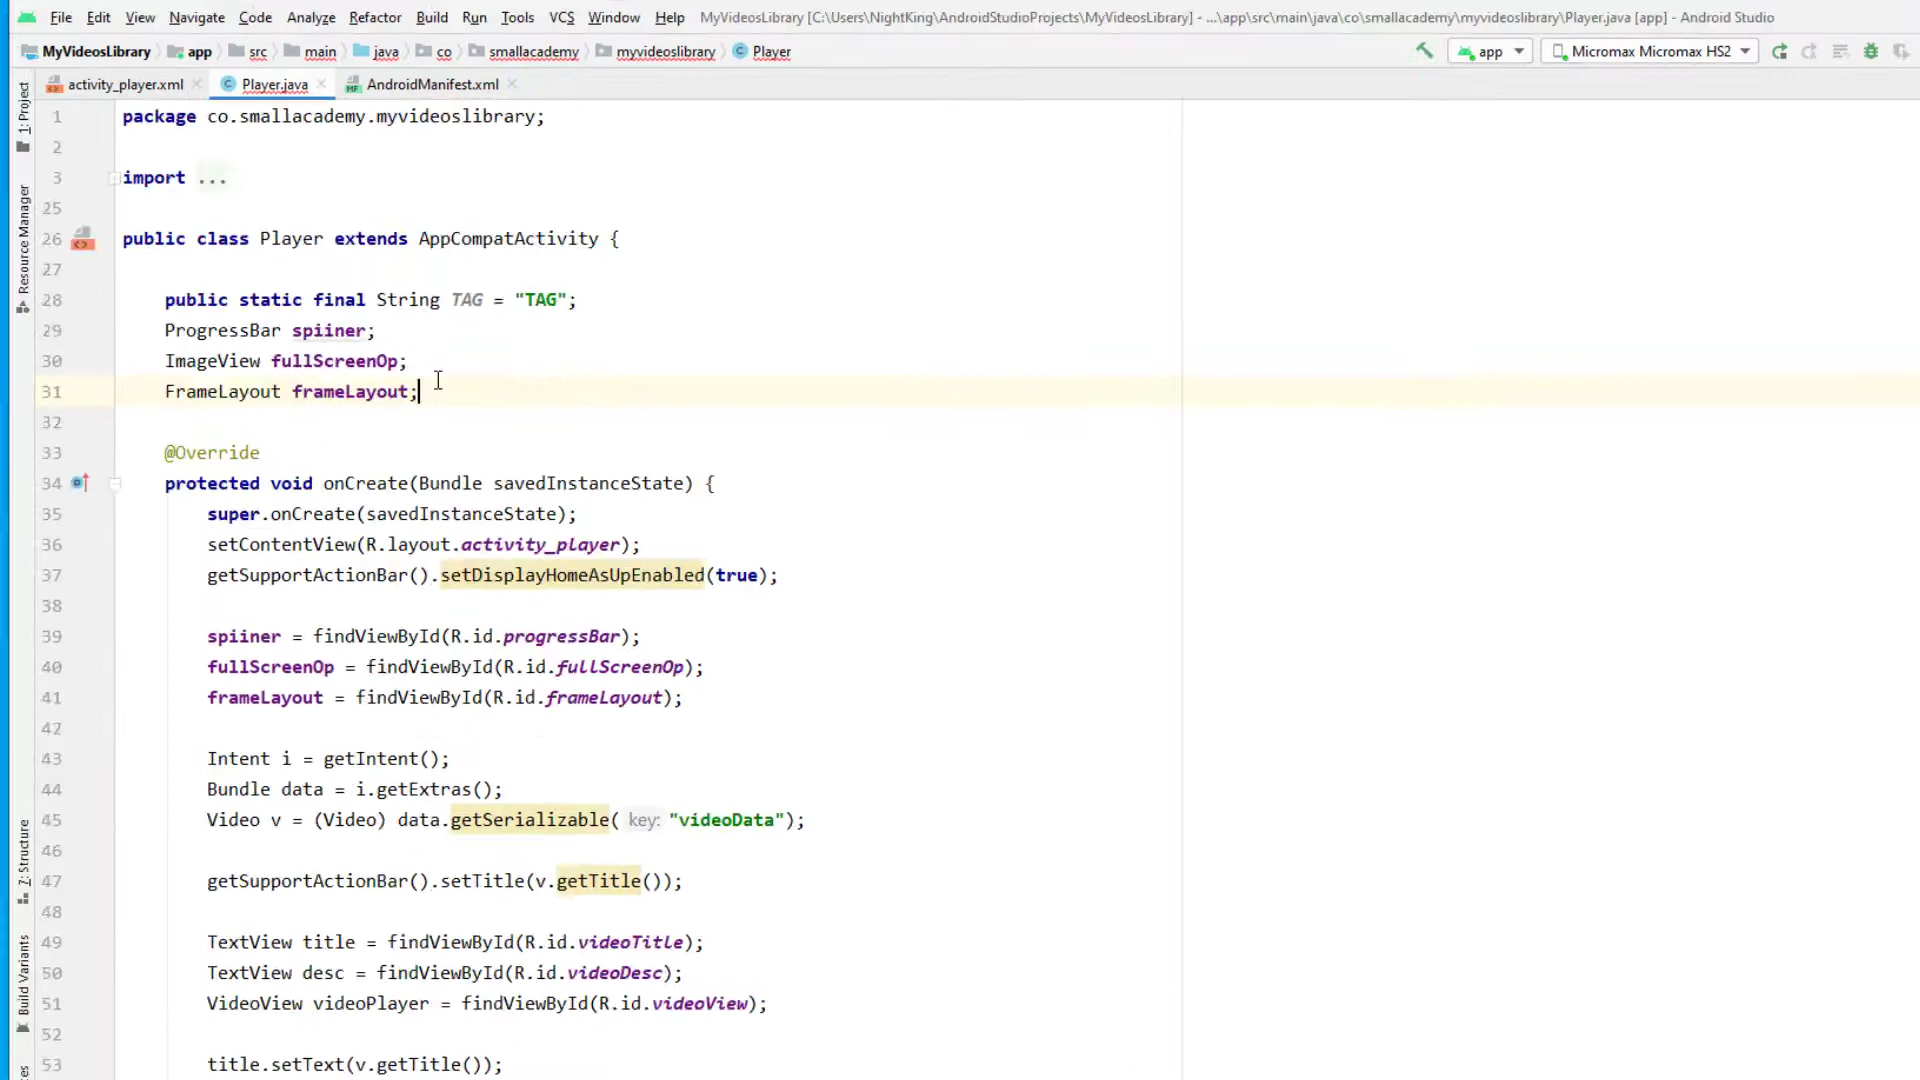 File Edit View Navigate Code Analyze Refactor Build Run Tools VCS Window Help MyVideosLibrary [C:\Users\NightKing\AndroidStudioProjects\MyVideosLibrary] - ...\app\src\main\java\co\smallacademy\myvideoslibrary\Player.java [app] - Android Studio
MyVideosLibrary app src main java co smallacademy myvideoslibrary Player app Micromax Micromax HS2
activity_player.xml Player.java AndroidManifest.xml
1: Project
Resource Manager
Z: Structure
Build Variants
1 package co.smallacademy.myvideoslibrary;
2
3 import ...
25
26 public class Player extends AppCompatActivity {
27
28 public static final String TAG = "TAG";
29 ProgressBar spiiner;
30 ImageView fullScreenOp;
31 FrameLayout frameLayout;
32
33 @Override
34 protected void onCreate(Bundle savedInstanceState) {
35 super.onCreate(savedInstanceState);
36 setContentView(R.layout.activity_player);
37 getSupportActionBar().setDisplayHomeAsUpEnabled(true);
38
39 spiiner = findViewById(R.id.progressBar);
40 fullScreenOp = findViewById(R.id.fullScreenOp);
41 frameLayout = findViewById(R.id.frameLayout);
42
43 Intent i = getIntent();
44 Bundle data = i.getExtras();
45 Video v = (Video) data.getSerializable( key: "videoData");
46
47 getSupportActionBar().setTitle(v.getTitle());
48
49 TextView title = findViewById(R.id.videoTitle);
50 TextView desc = findViewById(R.id.videoDesc);
51 VideoView videoPlayer = findViewById(R.id.videoView);
52
53 title.setText(v.getTitle());